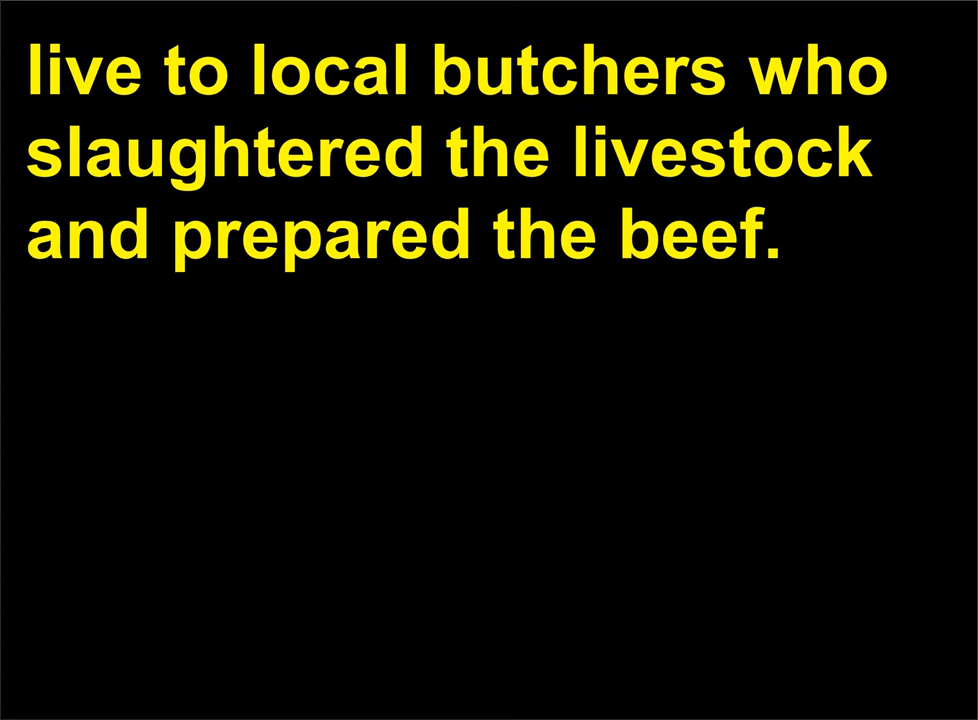 live to local butchers who
slaughtered the livestock
and prepared the beef.